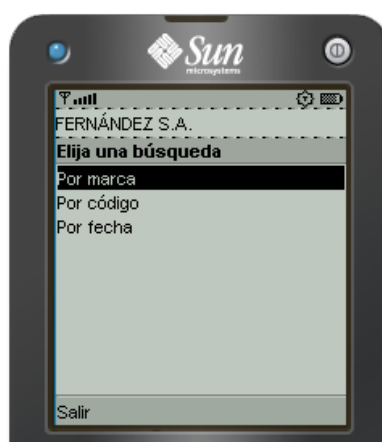 Sun
microsystems
FERNÁNDEZ S.A.
Elija una búsqueda
Por marca
Por código
Por fecha
Salir